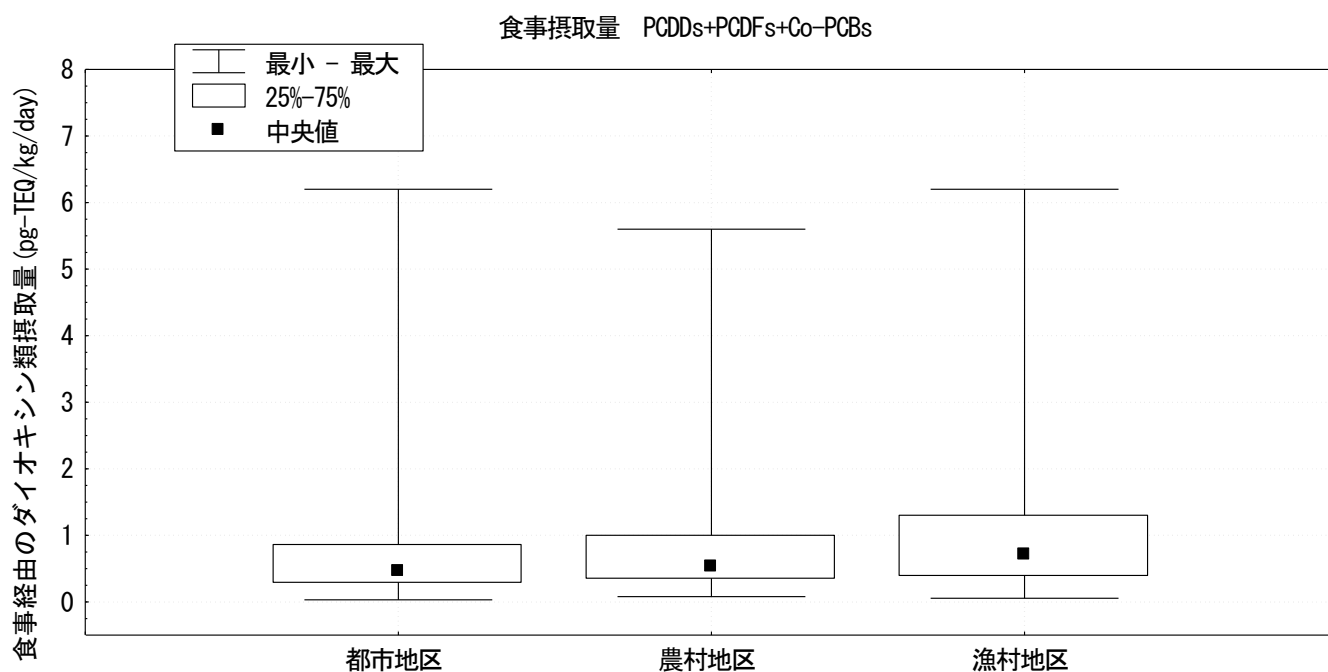 食事摂取量 PCDDs+PCDFs+Co-PCBs
最小 - 最大
25%-75%
中央値
食事経由のダイオキシン類摂取量(pg-TEQ/kg/day)
8
7
6
5
4
3
2
1
0
都市地区 農村地区 漁村地区